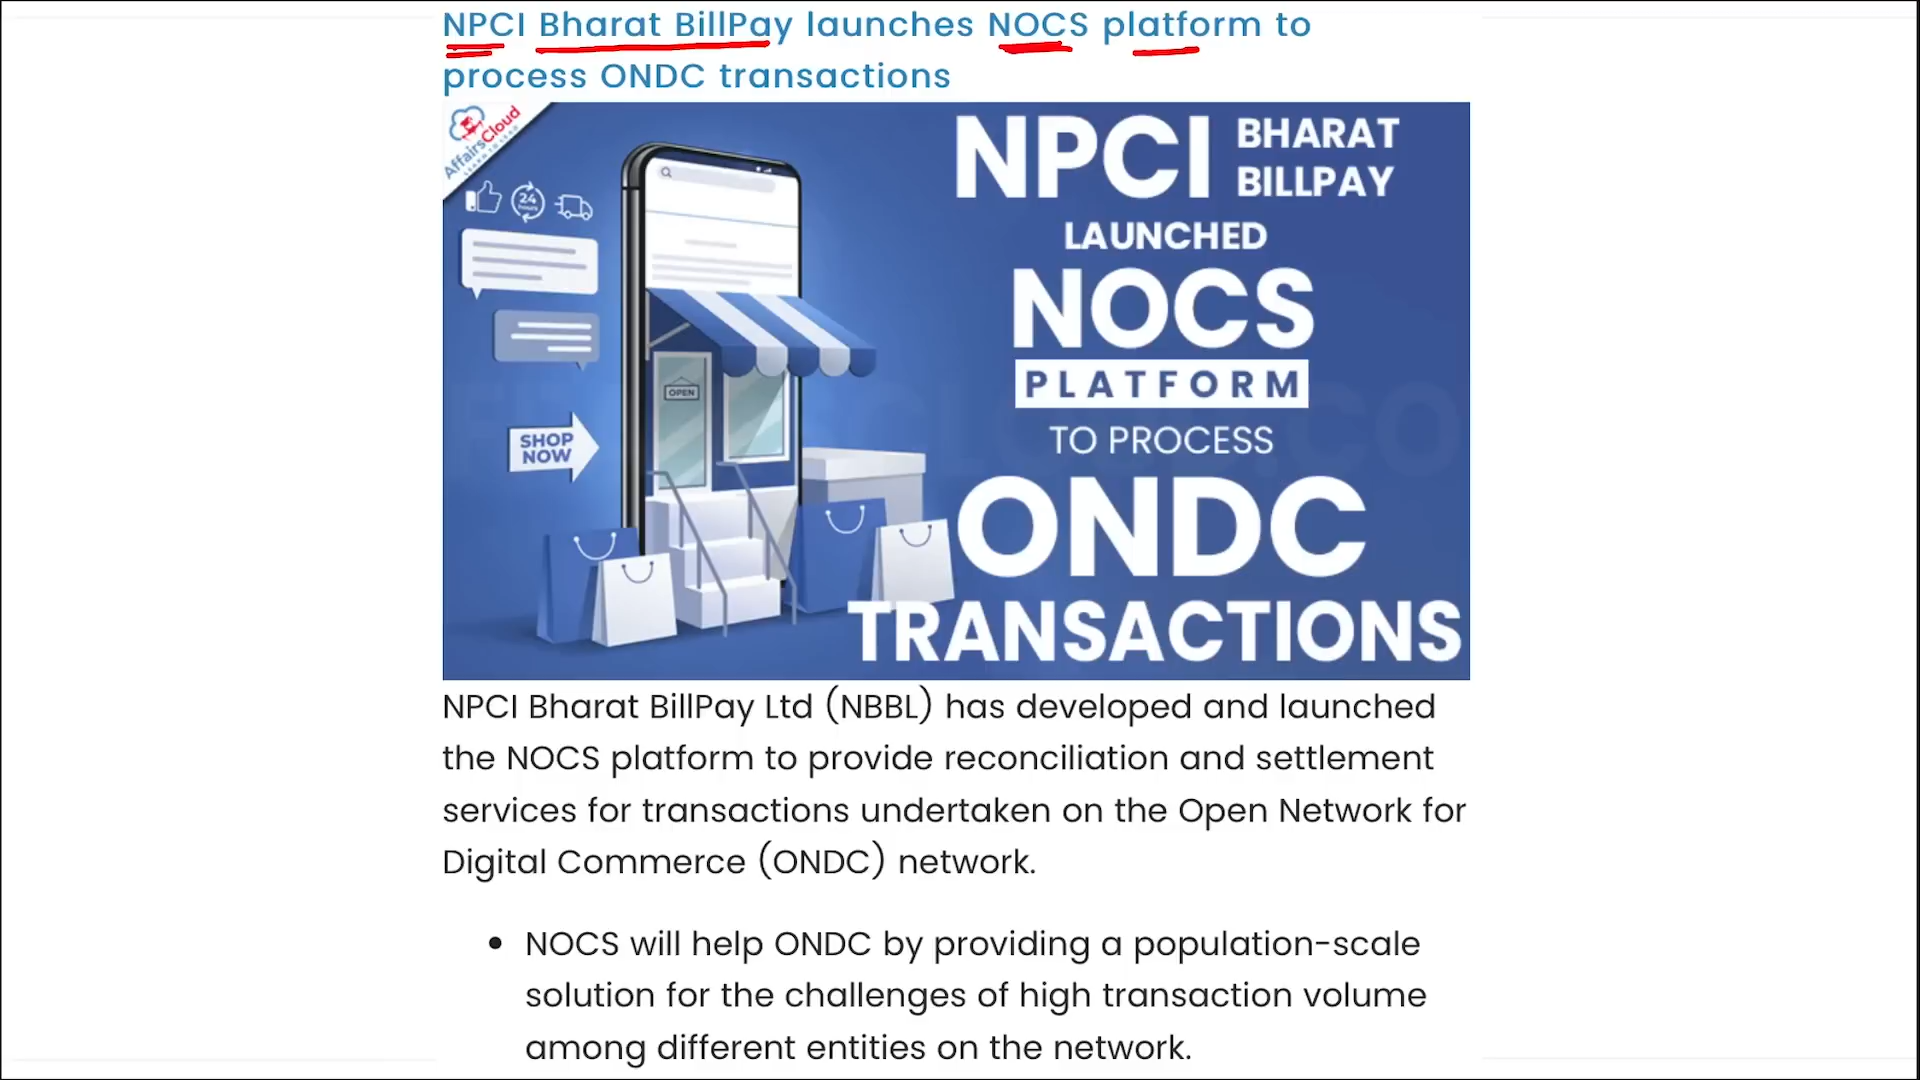 NPCI Bharat BillPay launches NOCS platform to
process ONDC transactions
AffairsCloud
24
hours
SHOP
NOW
OPEN
NPCI BHARAT
BILLPAY
LAUNCHED
NOCS
PLATFORM
TO PROCESS
ONDC
TRANSACTIONS
NPCI Bharat BillPay Ltd (NBBL) has developed and launched
the NOCS platform to provide reconciliation and settlement
services for transactions undertaken on the Open Network for
Digital Commerce (ONDC) network.
• NOCS will help ONDC by providing a population-scale
solution for the challenges of high transaction volume
among different entities on the network.